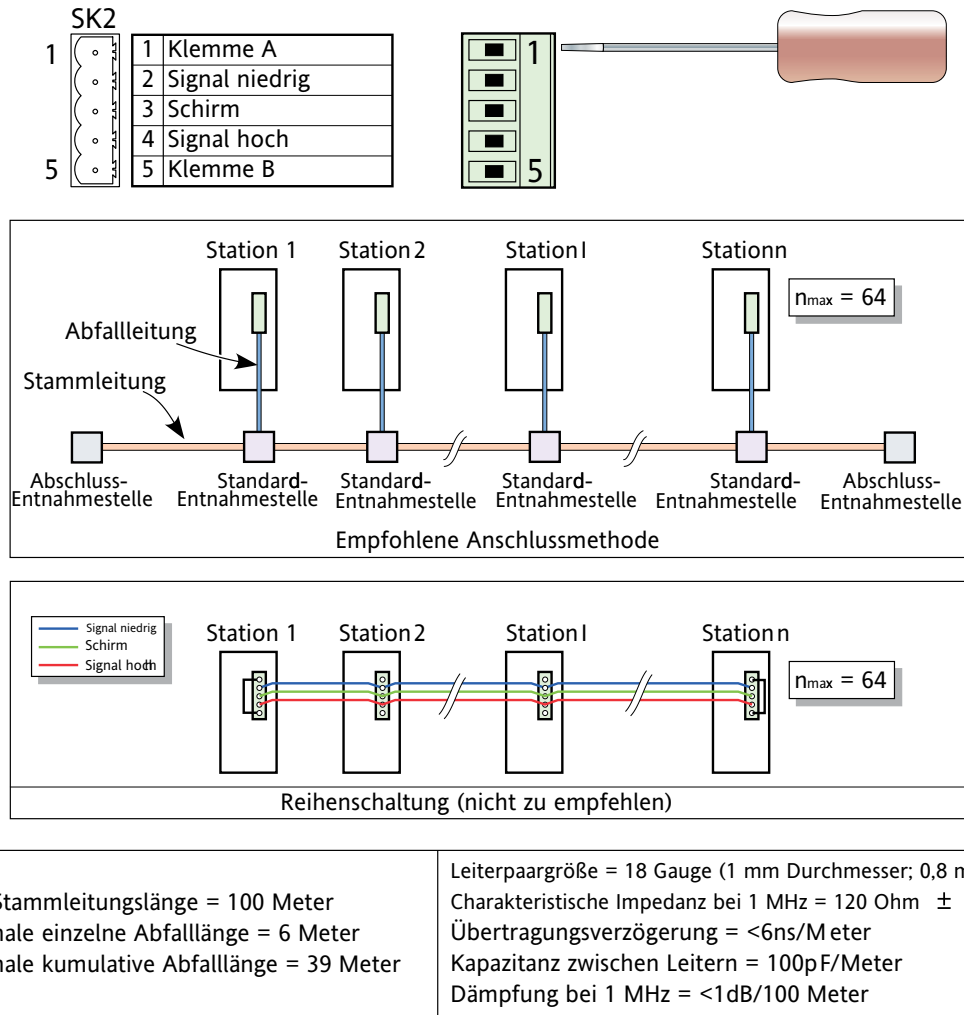 SK2
1
5
1 Klemme A
2 Signal niedrig
3 Schirm
4 Signal hoch
5 Klemme B
1
5
Station 1
Station 2
Station I
Station n
nmax = 64
Abfallleitung
Stammleitung
Abschluss-
Entnahmestelle
Standard-
Entnahmestelle
Standard-
Entnahmestelle
Standard-
Entnahmestelle
Standard-
Entnahmestelle
Abschluss-
Entnahmestelle
Empfohlene Anschlussmethode
Signal niedrig
Schirm
Signal hoch
Station 1
Station 2
Station I
Station n
nmax = 64
Reihenschaltung (nicht zu empfehlen)
Stammleitungslänge = 100 Meter
einzelne Abfalllänge = 6 Meter
kumulative Abfalllänge = 39 Meter
Leiterpaargröße = 18 Gauge (1 mm Durchmesser; 0,8 m
Charakteristische Impedanz bei 1 MHz = 120 Ohm ±
Übertragungsverzögerung = <6ns/Meter
Kapazitanz zwischen Leitern = 100pF/Meter
Dämpfung bei 1 MHz = <1dB/100 Meter